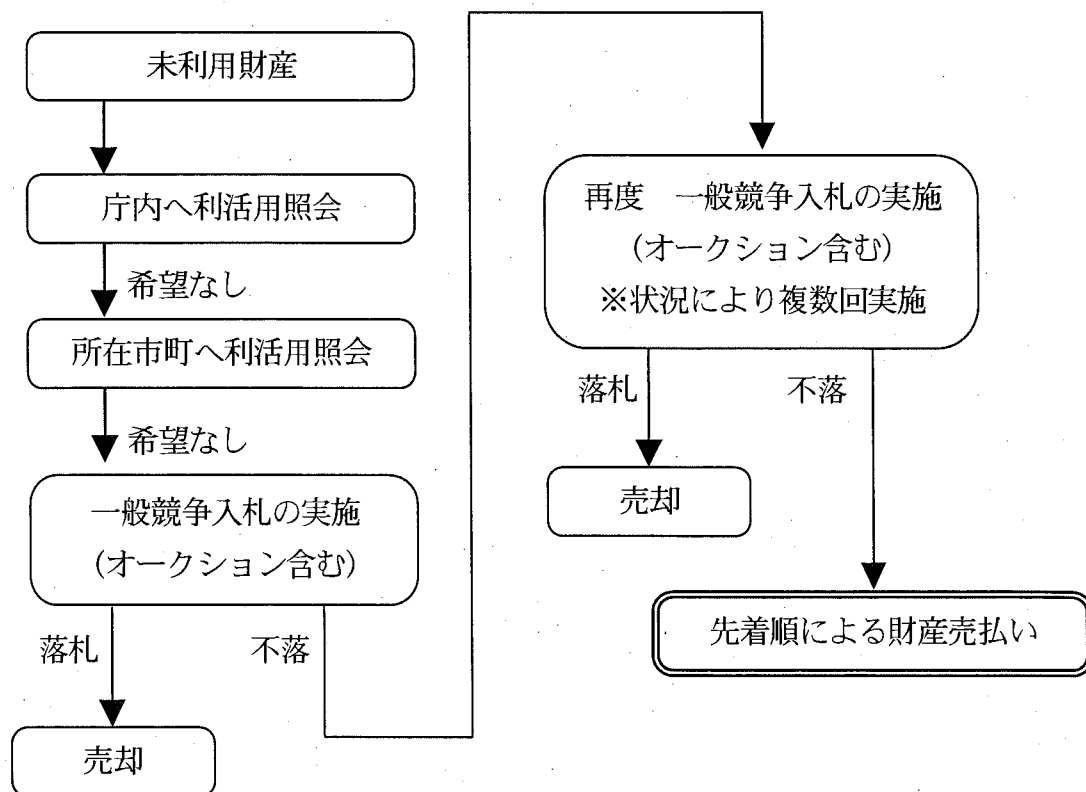 未利用財産
庁内へ利活用照会
希望なし
所在市町へ利活用照会
希望なし
一般競争入札の実施
(オークション含む)
落札
不落
売却
再度　一般競争入札の実施
(オークション含む)
※状況により複数回実施
落札
不落
売却
先着順による財産売払い